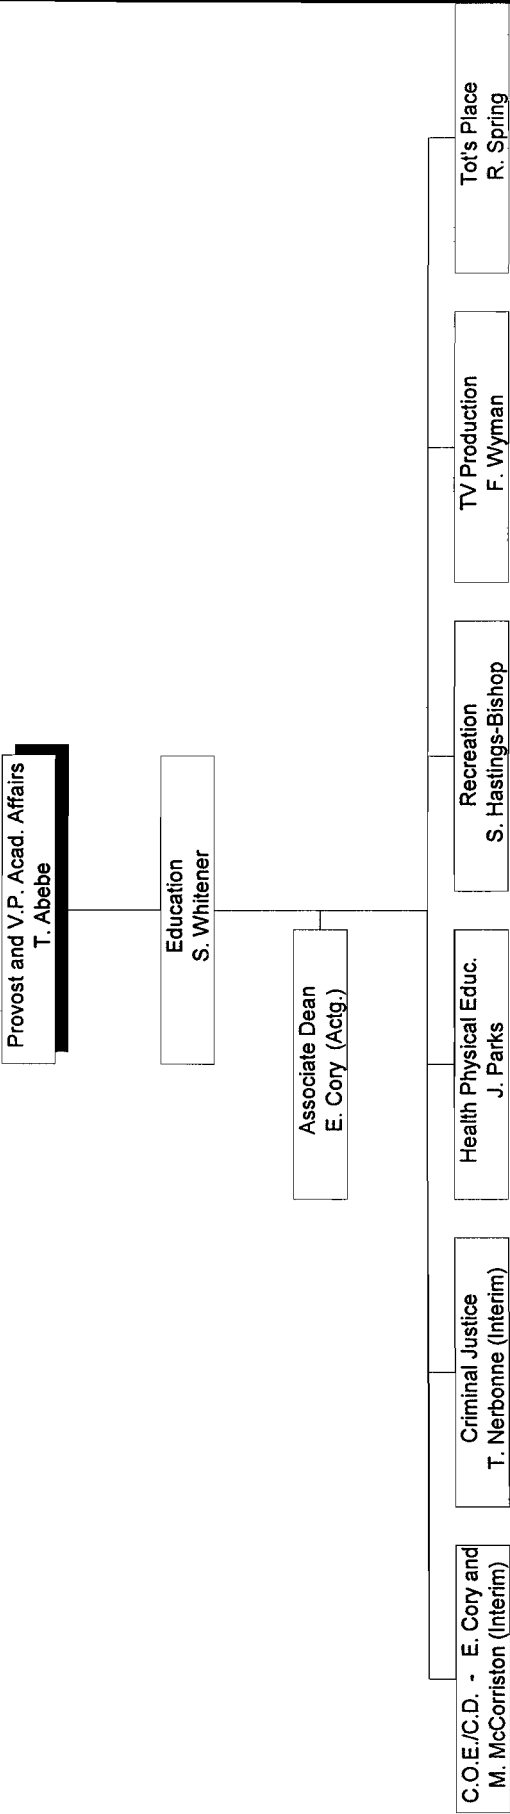 Provost and V.P. Acad. Affairs
T. Abebe
Education
S. Whitener
Associate Dean
E. Cory (Actg.)
C.O.E./C.D. - E. Cory and
M. McCorriston (Interim)
Criminal Justice
T. Nerbonne (Interim)
Health Physical Educ.
J. Parks
Recreation
S. Hastings-Bishop
TV Production
F. Wyman
Tot's Place
R. Spring